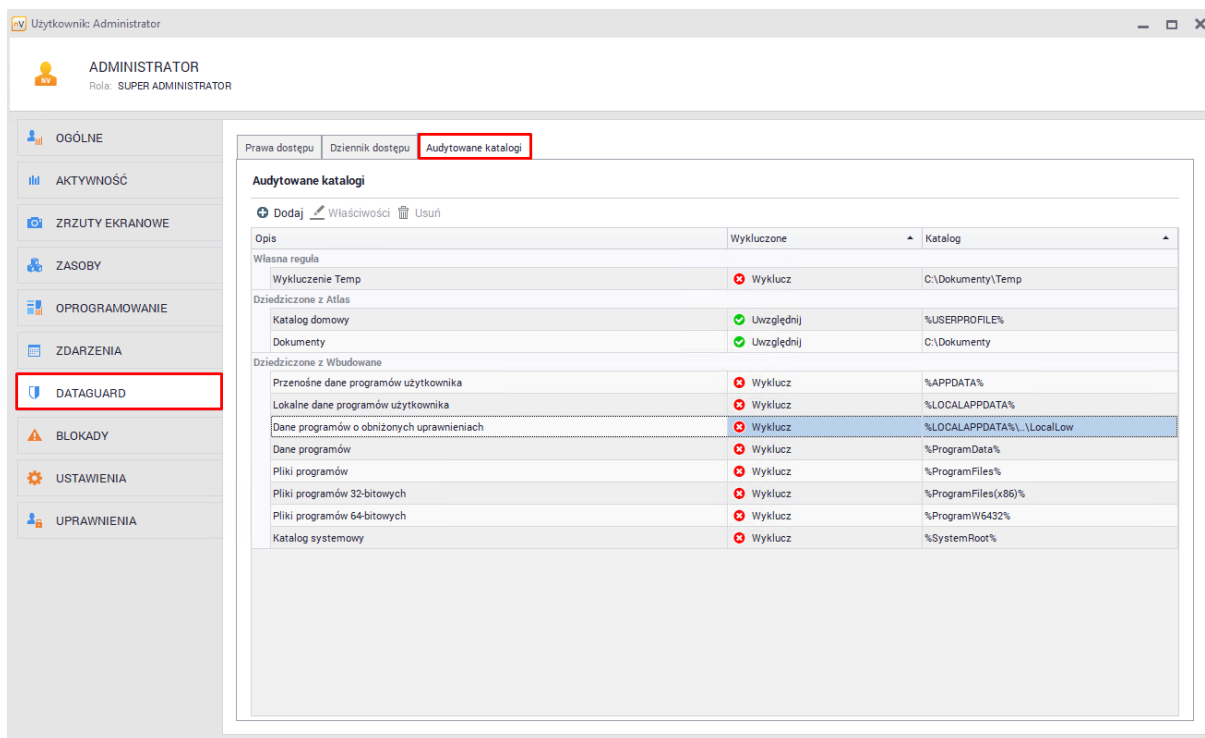 nV Użytkownik: Administrator
ADMINISTRATOR
NV
Rola: SUPER ADMINISTRATOR
OGÓLNE
AKTYWNOŚĆ
ZRZUTY EKRANOWE
ZASOBY
OPROGRAMOWANIE
ZDARZENIA
DATAGUARD
BLOKADY
USTAWIENIA
UPRAWNIENIA
Prawa dostępu Dziennik dostępu Audytowane katalogi
Audytowane katalogi
Dodaj Właściwości Usuń
Opis Wykluczone Katalog
Własna reguła
Wykluczenie Temp Wyklucz C:\Dokumenty\Temp
Dziedziczone z Atlas
Katalog domowy Uwzględnij %USERPROFILE%
Dokumenty Uwzględnij C:\Dokumenty
Dziedziczone z Wbudowane
Przenośne dane programów użytkownika Wyklucz %APPDATA%
Lokalne dane programów użytkownika Wyklucz %LOCALAPPDATA%
Dane programów o obniżonych uprawnieniach Wyklucz %LOCALAPPDATA%\..\LocalLow
Dane programów Wyklucz %ProgramData%
Pliki programów Wyklucz %ProgramFiles%
Pliki programów 32-bitowych Wyklucz %ProgramFiles(x86)%
Pliki programów 64-bitowych Wyklucz %ProgramW6432%
Katalog systemowy Wyklucz %SystemRoot%